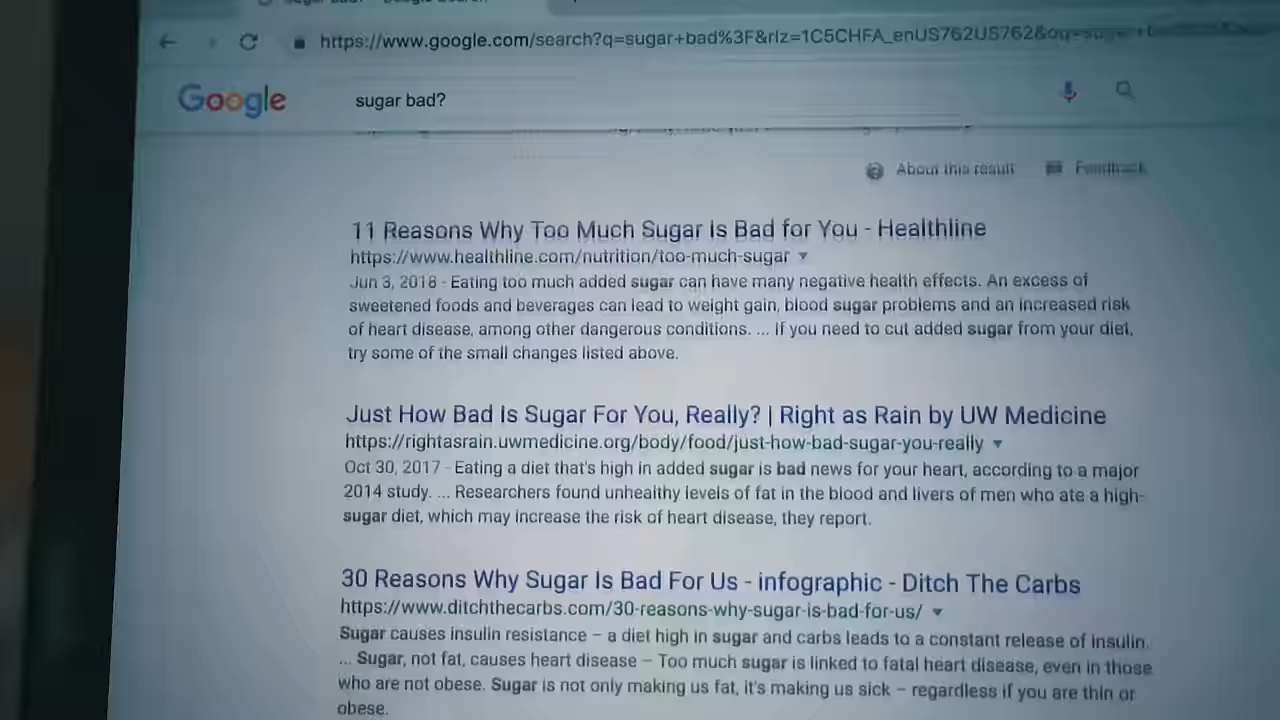 https://www.google.com/search?q=sugar+bad%3F&rlz=1C5CHFA_enUS762US762&oq=sugar+
Google sugar bad?
About this result Feedback
11 Reasons Why Too Much Sugar Is Bad for You - Healthline
https://www.healthline.com/nutrition/too-much-sugar
Jun 3, 2018 - Eating too much added sugar can have many negative health effects. An excess of
sweetened foods and beverages can lead to weight gain, blood sugar problems and an increased risk
of heart disease, among other dangerous conditions. ... If you need to cut added sugar from your diet,
try some of the small changes listed above.
Just How Bad Is Sugar For You, Really? | Right as Rain by UW Medicine
https://rightasrain.uwmedicine.org/body/food/just-how-bad-sugar-you-really
Oct 30, 2017 - Eating a diet that's high in added sugar is bad news for your heart, according to a major
2014 study. ... Researchers found unhealthy levels of fat in the blood and livers of men who ate a high-
sugar diet, which may increase the risk of heart disease, they report.
30 Reasons Why Sugar Is Bad For Us - infographic - Ditch The Carbs
https://www.ditchthecarbs.com/30-reasons-why-sugar-is-bad-for-us/
Sugar causes insulin resistance – a diet high in sugar and carbs leads to a constant release of insulin.
... Sugar, not fat, causes heart disease – Too much sugar is linked to fatal heart disease, even in those
who are not obese. Sugar is not only making us fat, it's making us sick – regardless if you are thin or
obese.